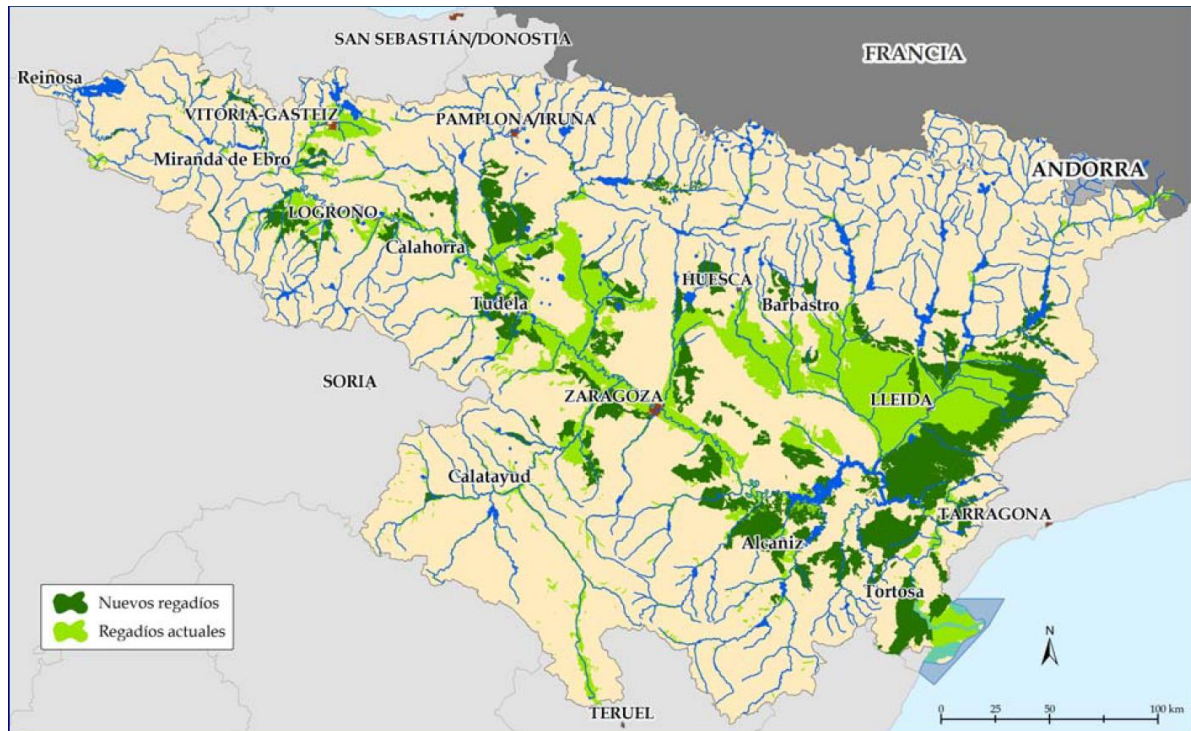 SAN SEBASTIÁN/DONOSTIA
FRANCIA
Reinosa
VITORIA-GASTEIZ
PAMPLONA/IRUÑA
Miranda de Ebro
ANDORRA
LOGROÑO
Calahorra
HUESCA
Barbastro
Tudela
SORIA
ZARAGOZA
LLEIDA
Calatayud
TARRAGONA
Alcañiz
Tortosa
Nuevos regadíos
Regadíos actuales
N
0 25 50 100 km
TERUEL